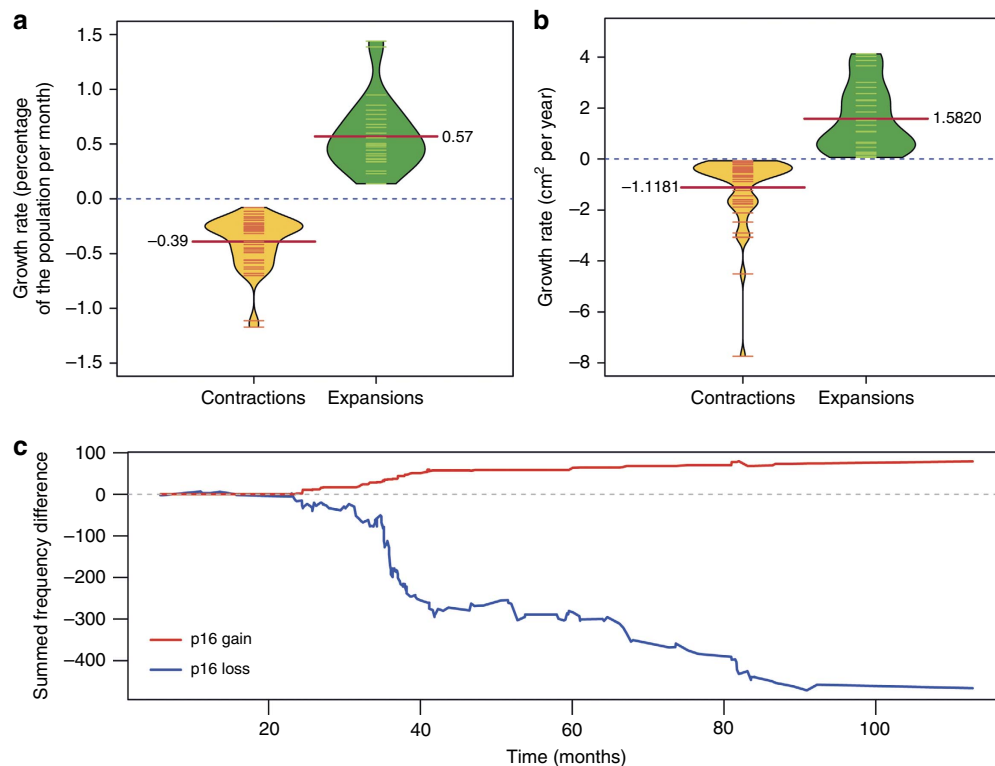 a
Growth rate (percentage
of the population per month)
1.5
1.0
0.5
0.0
−0.5
−1.0
−1.5
0.57
−0.39
Contractions
Expansions
b
Growth rate (cm² per year)
4
2
0
−2
−4
−6
−8
1.5820
−1.1181
Contractions
Expansions
c
Summed frequency difference
100
0
−100
−200
−300
−400
p16 gain
p16 loss
20
40
60
80
100
Time (months)